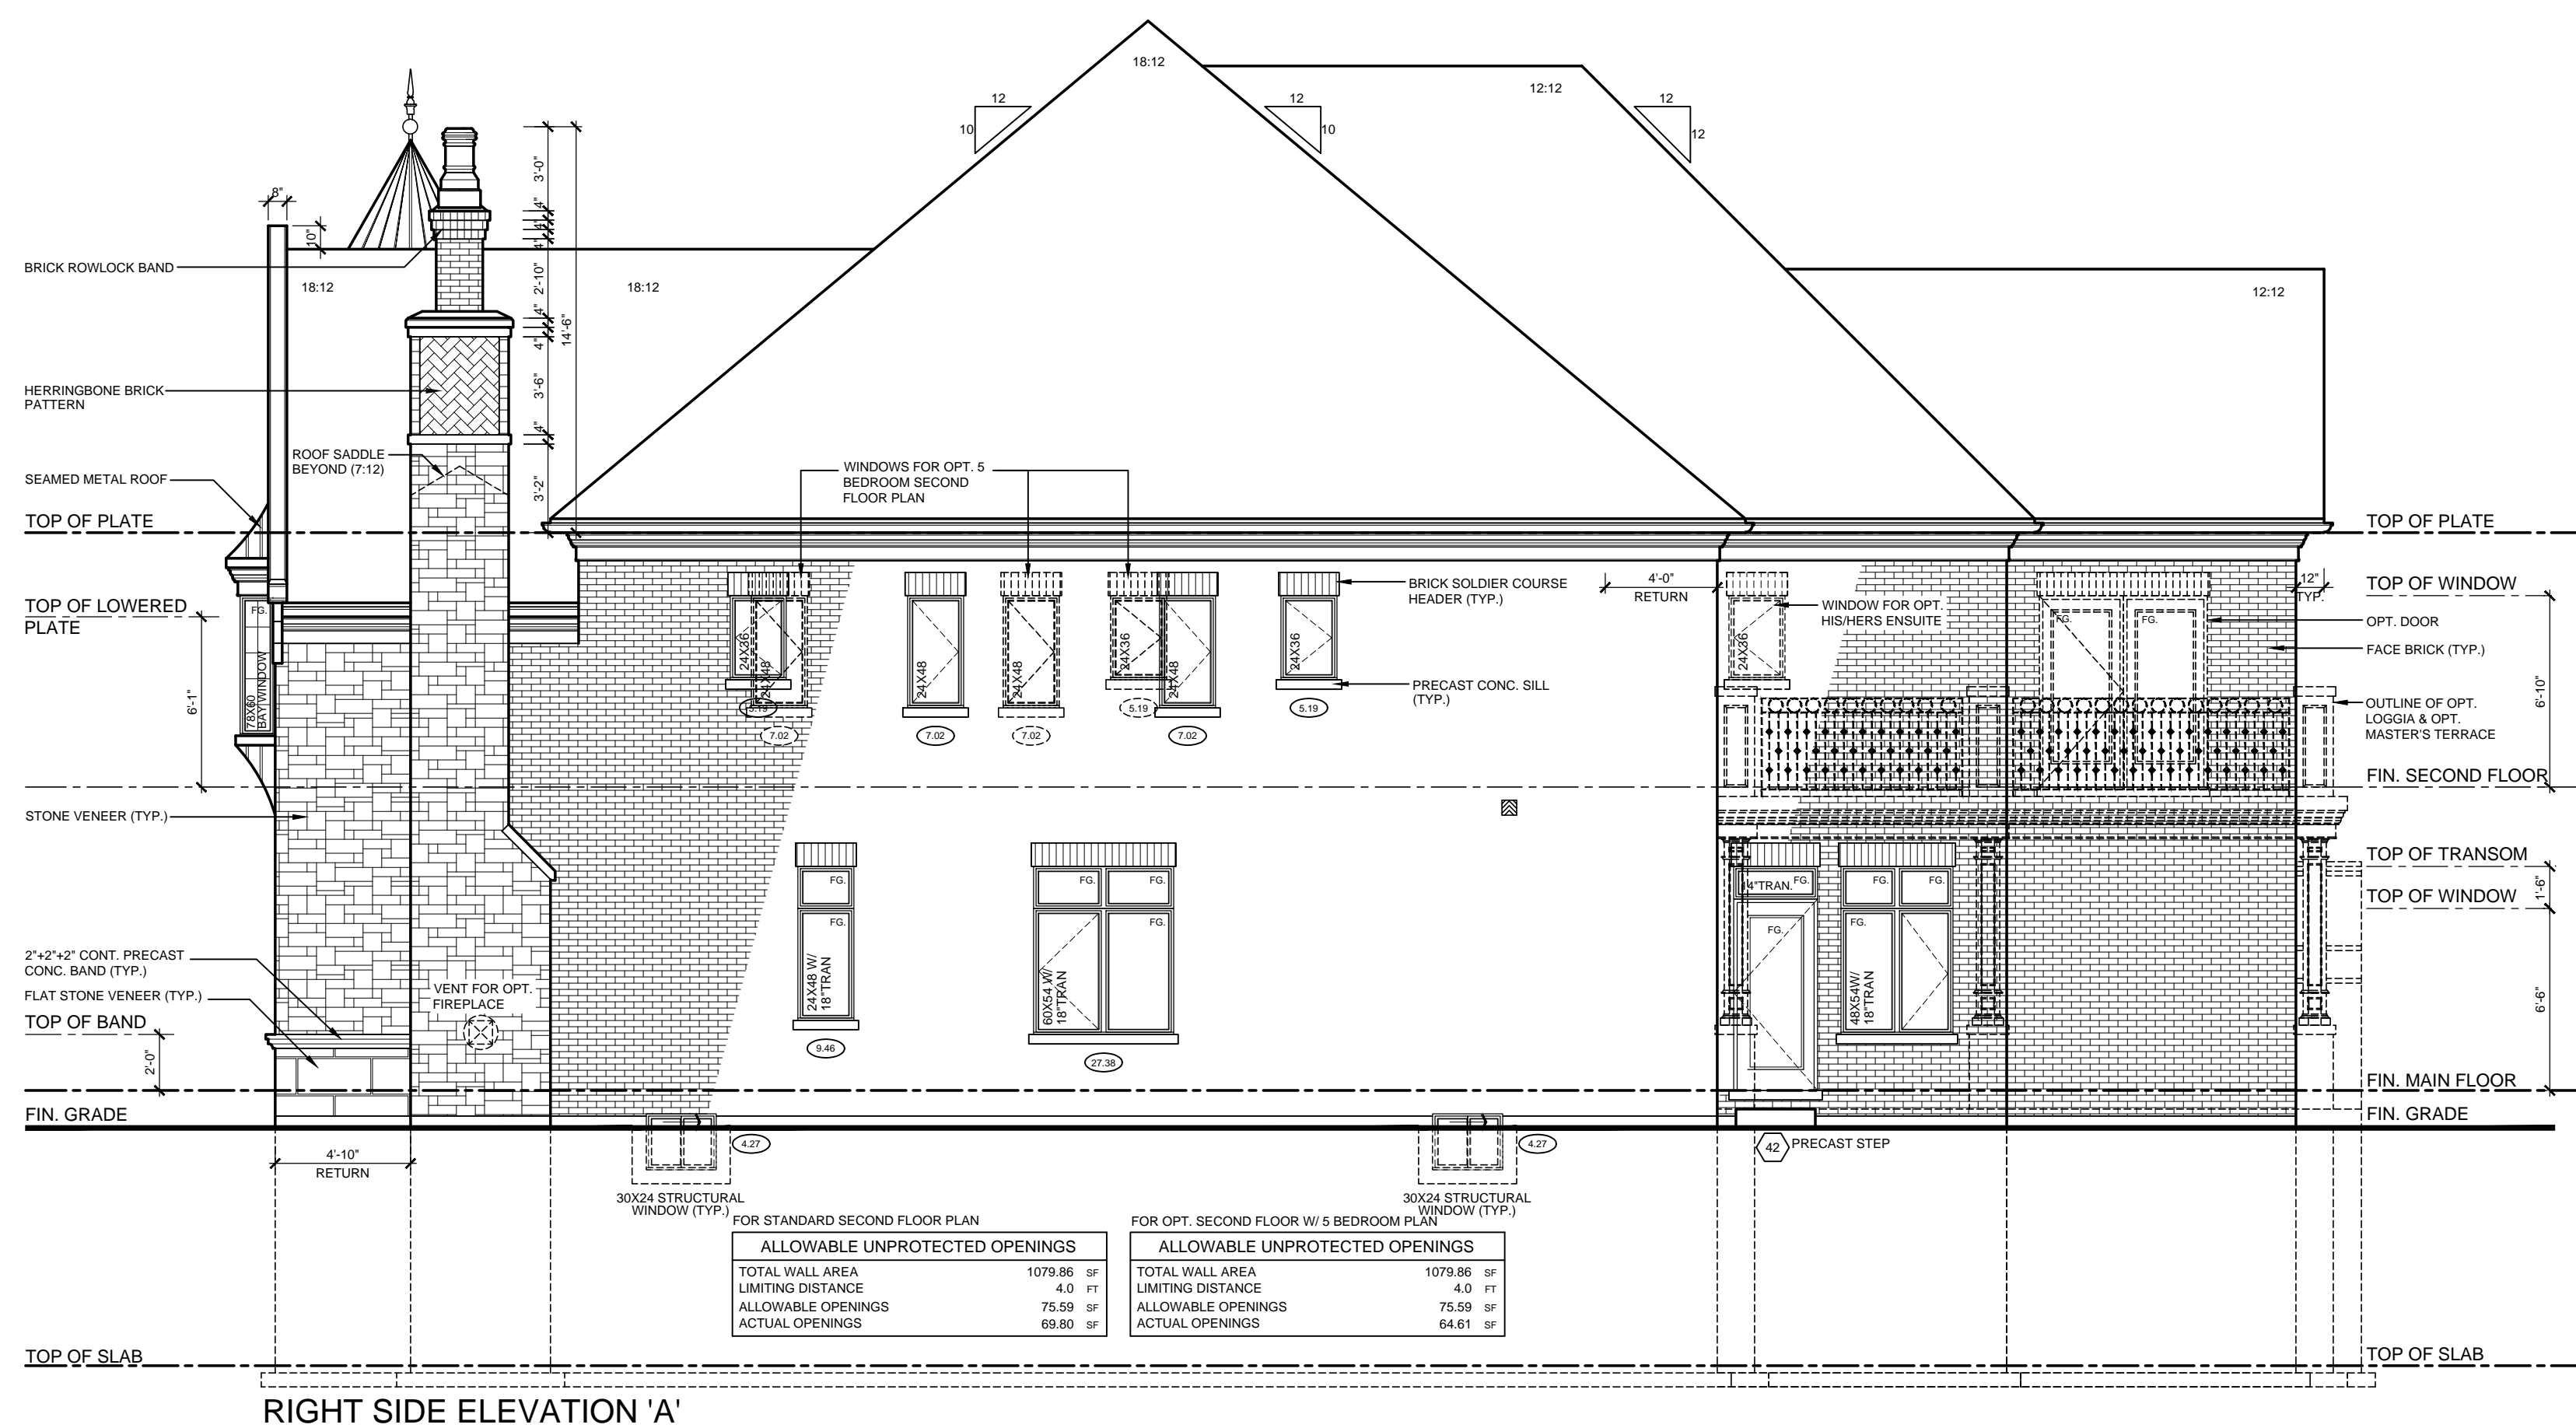 18:12
12:12
12
10
12
10
12
12
8"
10"
3'-0"
4"
4"
4"
2'-10"
4"
4"
3'-6"
4"
3'-2"
14'-6"
BRICK ROWLOCK BAND
18:12
18:12
12:12
HERRINGBONE BRICK
PATTERN
ROOF SADDLE
BEYOND (7:12)
SEAMED METAL ROOF
WINDOWS FOR OPT. 5
BEDROOM SECOND
FLOOR PLAN
TOP OF PLATE
TOP OF PLATE
TOP OF LOWERED
PLATE
FG.
78X60
BAY WINDOW
6'-1"
24X36
24X48
24X48
24X48
24X36
24X48
24X36
BRICK SOLDIER COURSE
HEADER (TYP.)
PRECAST CONC. SILL
(TYP.)
4'-0"
RETURN
24X36
WINDOW FOR OPT.
HIS/HERS ENSUITE
FG.
FG.
12"
TYP.
TOP OF WINDOW
OPT. DOOR
FACE BRICK (TYP.)
6'-10"
OUTLINE OF OPT.
LOGGIA & OPT.
MASTER'S TERRACE
5.19
7.02
7.02
7.02
5.19
7.02
5.19
FIN. SECOND FLOOR
STONE VENEER (TYP.)
TOP OF TRANSOM
1'-6"
TOP OF WINDOW
FG.
FG.
24X48 W/
18"TRAN
9.46
FG.
FG.
FG.
60X54 W/
18"TRAN
27.38
14"TRAN.
FG.
FG.
FG.
FG.
FG.
48X54W/
18"TRAN
6'-6"
2"+2"+2" CONT. PRECAST
CONC. BAND (TYP.)
FLAT STONE VENEER (TYP.)
VENT FOR OPT.
FIREPLACE
TOP OF BAND
2'-0"
FIN. MAIN FLOOR
FIN. GRADE
FIN. GRADE
4'-10"
RETURN
4.27
4.27
42
PRECAST STEP
30X24 STRUCTURAL
WINDOW (TYP.)
30X24 STRUCTURAL
WINDOW (TYP.)
FOR STANDARD SECOND FLOOR PLAN
ALLOWABLE UNPROTECTED OPENINGS
TOTAL WALL AREA 1079.86 SF
LIMITING DISTANCE 4.0 FT
ALLOWABLE OPENINGS 75.59 SF
ACTUAL OPENINGS 69.80 SF
FOR OPT. SECOND FLOOR W/ 5 BEDROOM PLAN
ALLOWABLE UNPROTECTED OPENINGS
TOTAL WALL AREA 1079.86 SF
LIMITING DISTANCE 4.0 FT
ALLOWABLE OPENINGS 75.59 SF
ACTUAL OPENINGS 64.61 SF
TOP OF SLAB
TOP OF SLAB
RIGHT SIDE ELEVATION 'A'